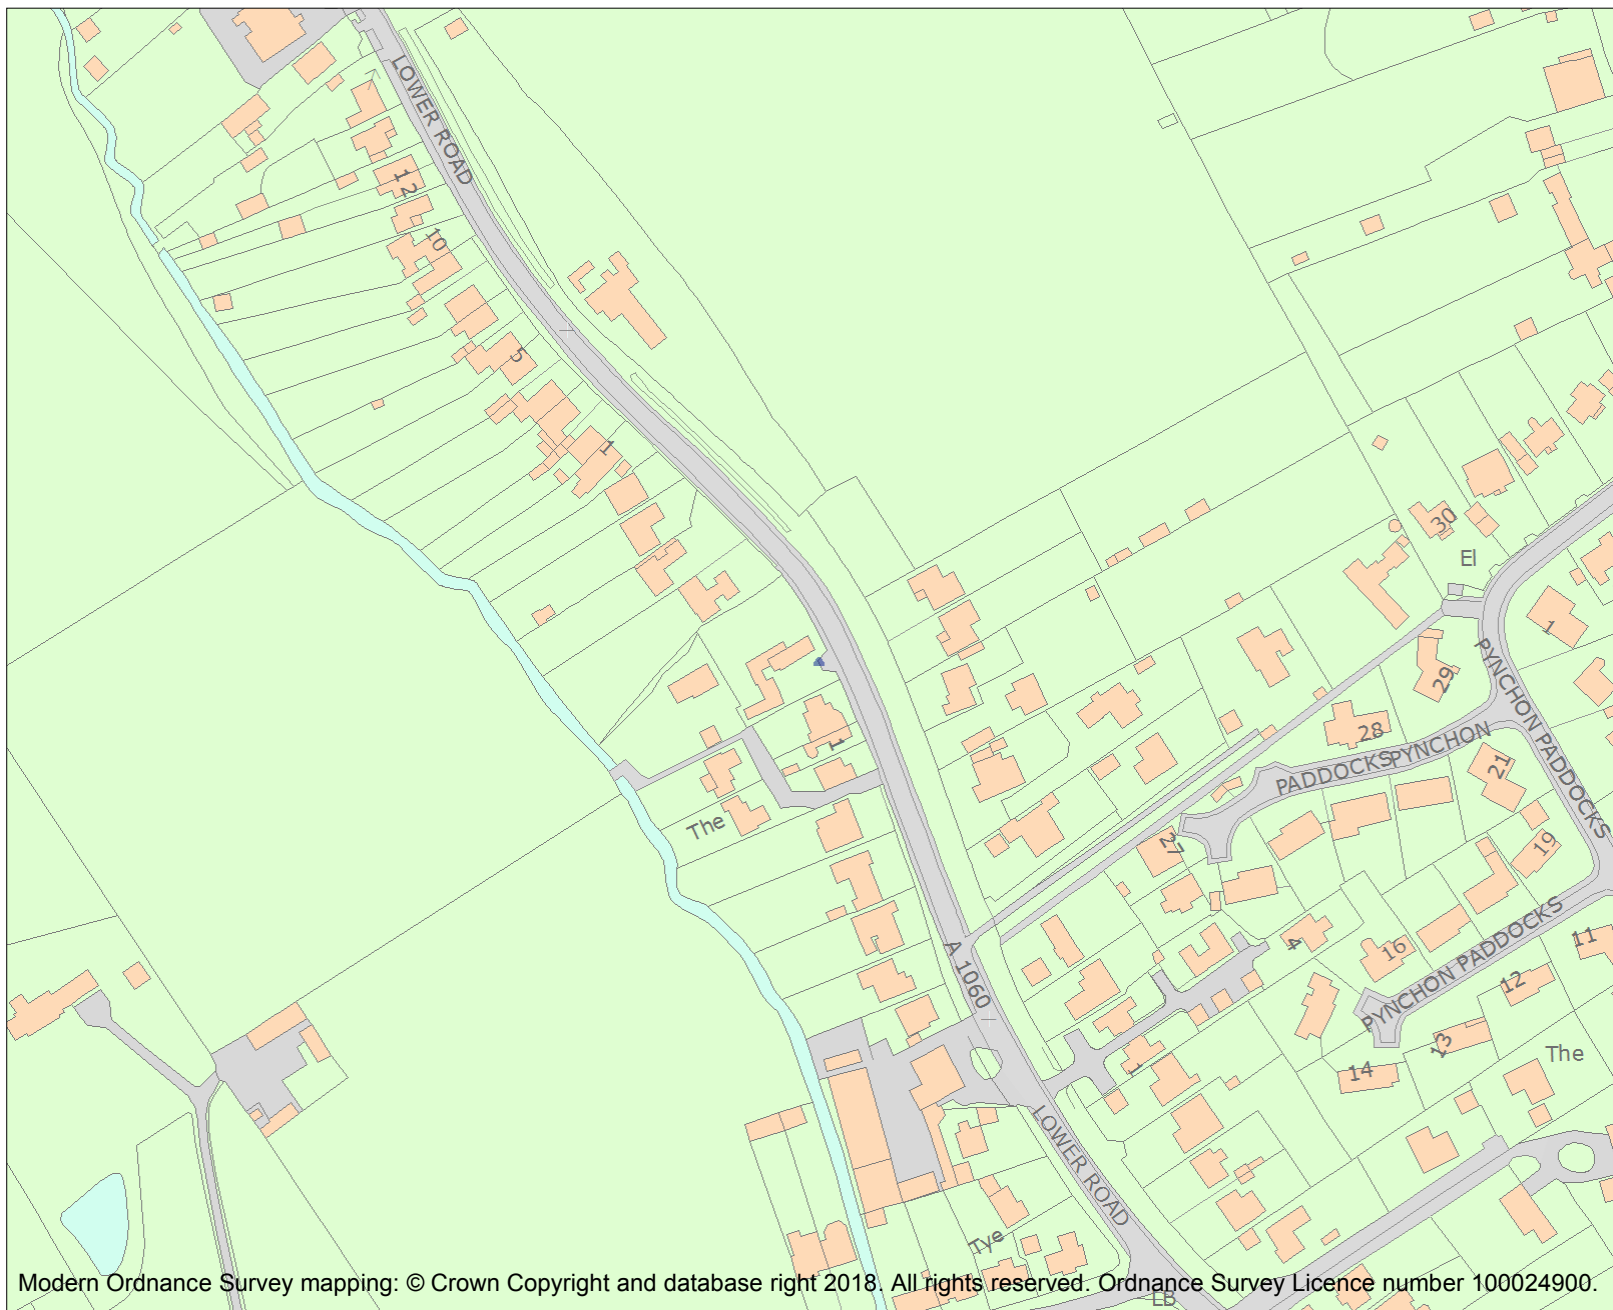 LOWER ROAD
12
10
5
1
30
El
1
PYNCHON PADDOCKS
29
28
PYNCHON
PADDOCKS
21
1
The
27
19
4
16
11
A 1060
PYNCHON PADDOCKS
12
13
The
1
14
LOWER ROAD
Tye
EB
Modern Ordnance Survey mapping: © Crown Copyright and database right 2018. All rights reserved. Ordnance Survey Licence number 100024900.